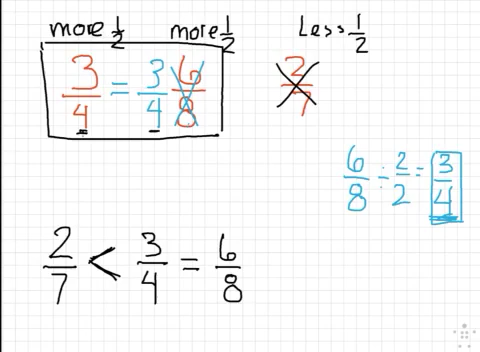 more 1/2 more 1/2 Less 1/2
3/4 = 3/4 6/8 2/7
6/8 ÷ 2/2 = 3/4
2/7 < 3/4 = 6/8